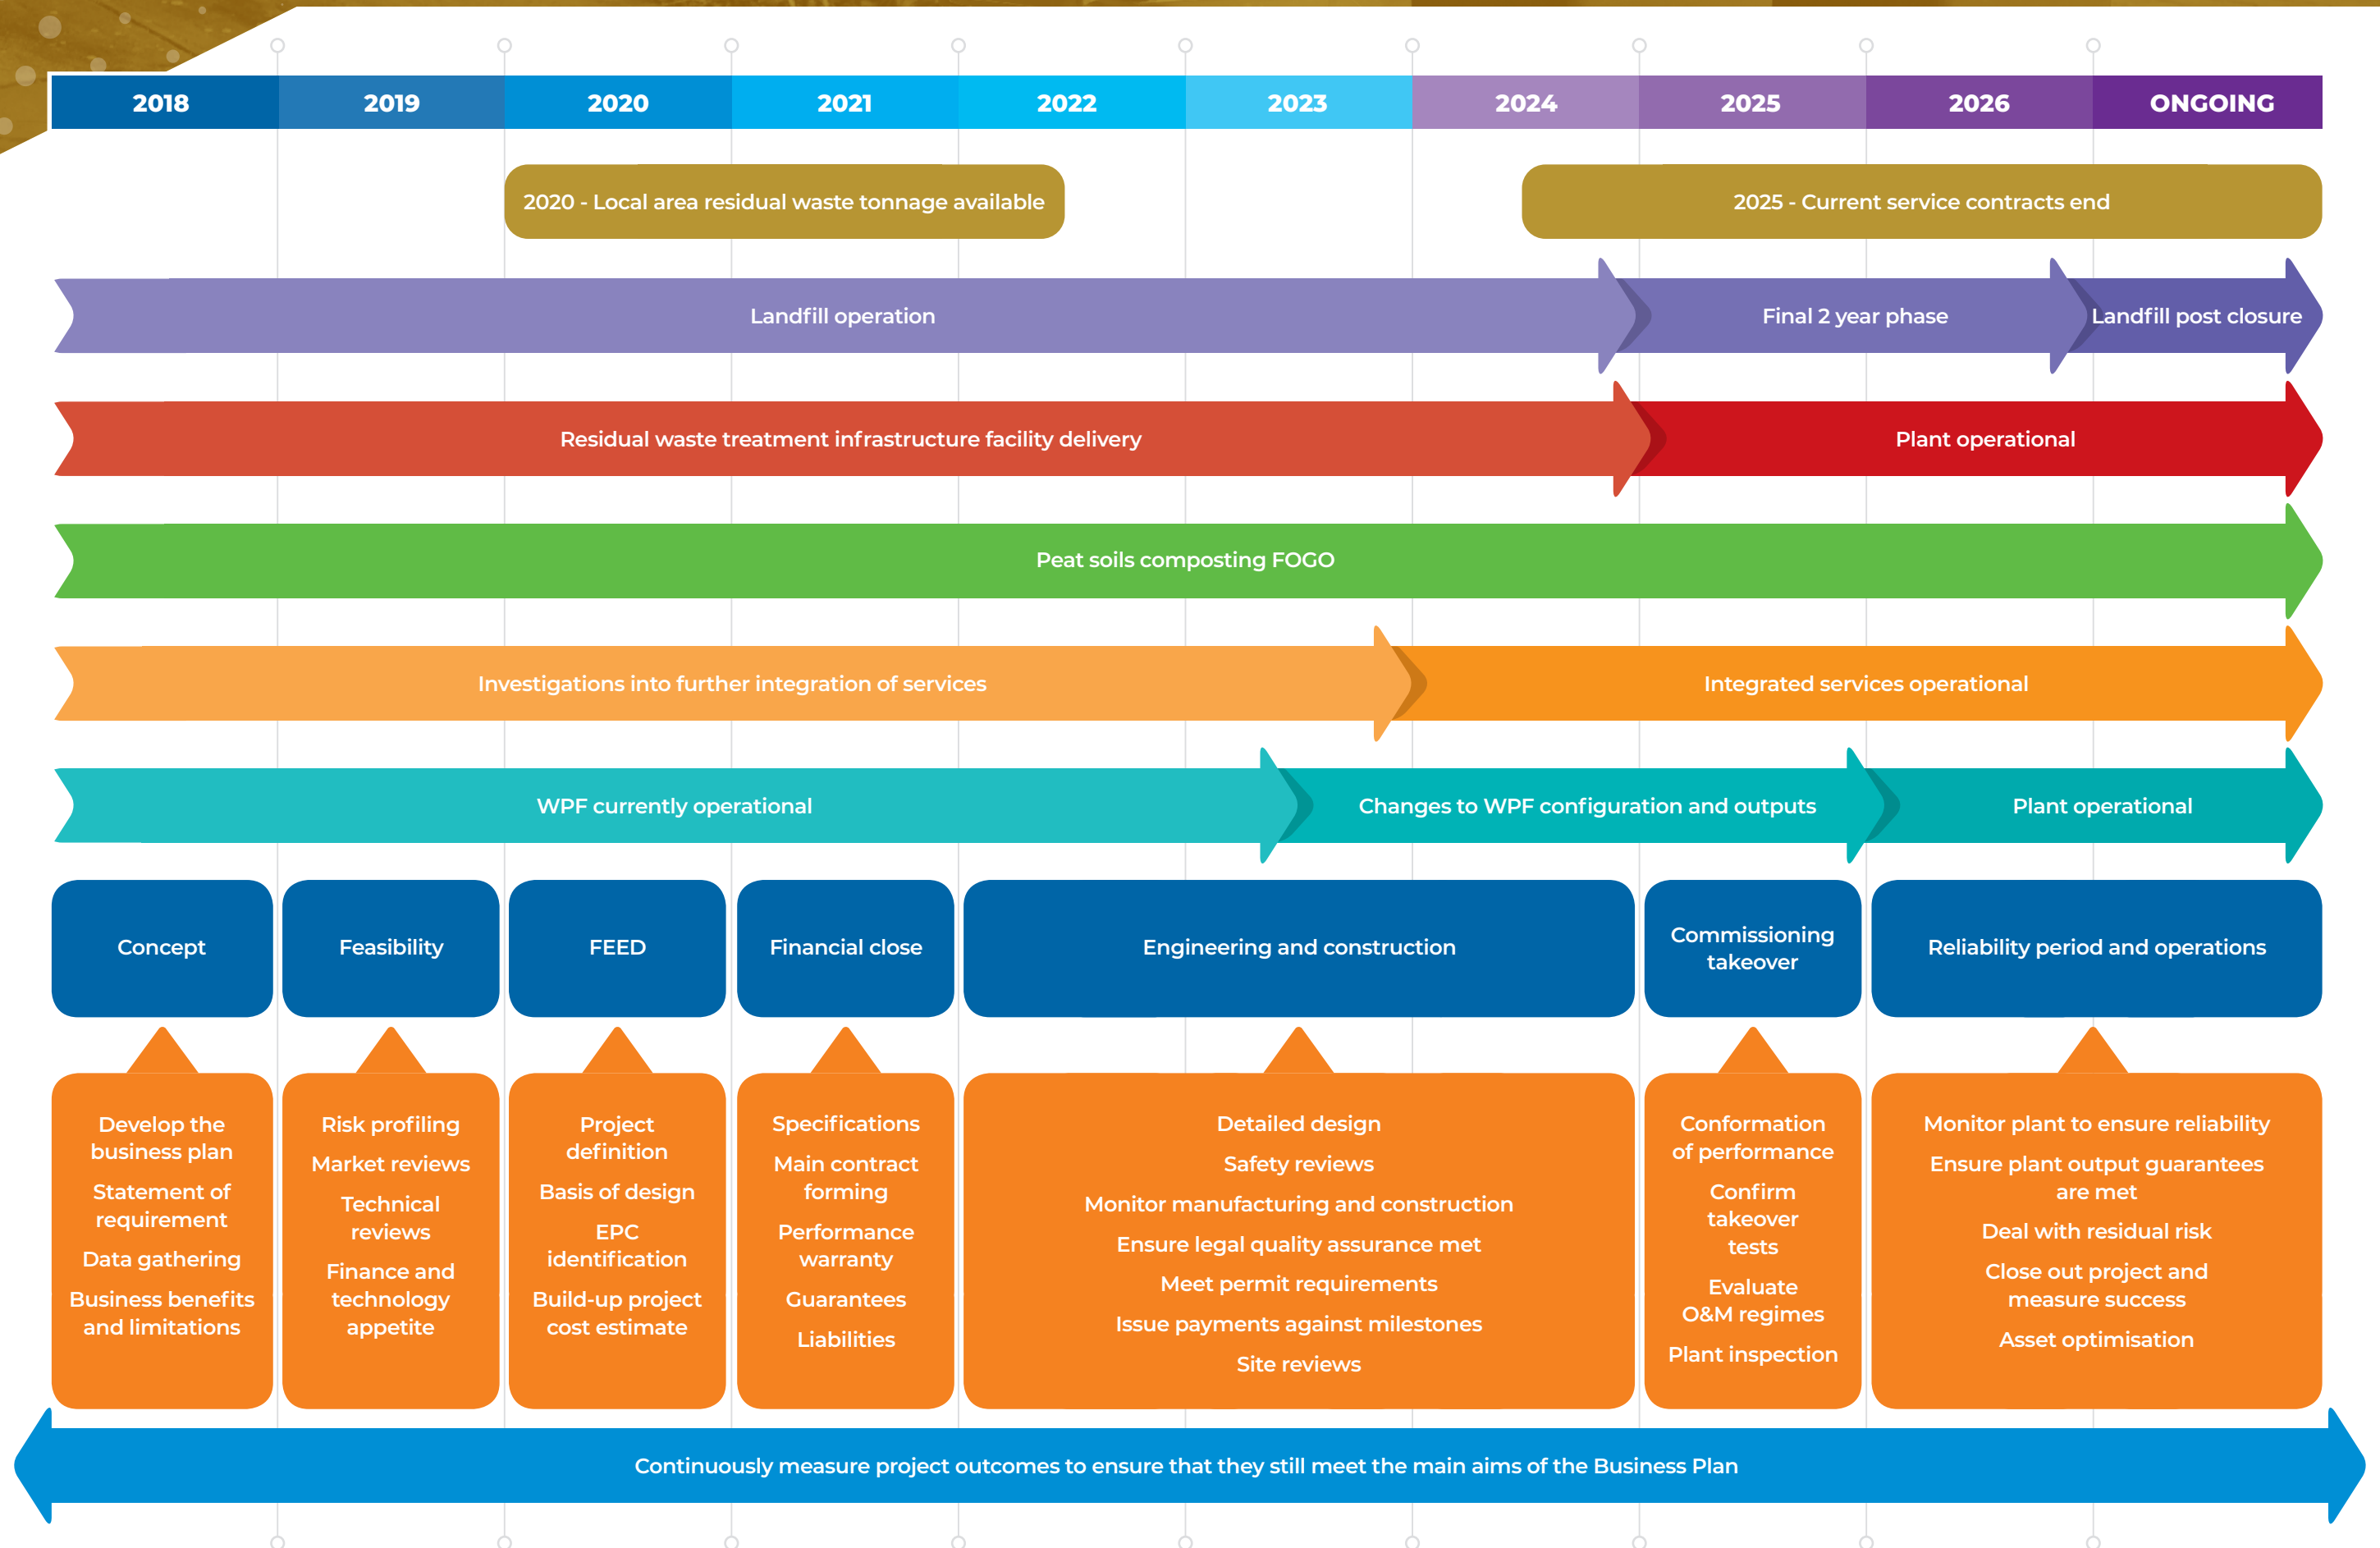 2018
2019
2020
2021
2022
2023
2024
2025
2026
ONGOING
2020 - Local area residual waste tonnage available
2025 - Current service contracts end
Landfill operation
Final 2 year phase
Landfill post closure
Residual waste treatment infrastructure facility delivery
Plant operational
Peat soils composting FOGO
Investigations into further integration of services
Integrated services operational
WPF currently operational
Changes to WPF configuration and outputs
Plant operational
Concept
Feasibility
FEED
Financial close
Engineering and construction
Commissioning
takeover
Reliability period and operations
Develop the
business plan
Statement of
requirement
Data gathering
Business benefits
and limitations
Risk profiling
Market reviews
Technical
reviews
Finance and
technology
appetite
Project
definition
Basis of design
EPC
identification
Build-up project
cost estimate
Specifications
Main contract
forming
Performance
warranty
Guarantees
Liabilities
Detailed design
Safety reviews
Monitor manufacturing and construction
Ensure legal quality assurance met
Meet permit requirements
Issue payments against milestones
Site reviews
Conformation
of performance
Confirm
takeover
tests
Evaluate
O&M regimes
Plant inspection
Monitor plant to ensure reliability
Ensure plant output guarantees
are met
Deal with residual risk
Close out project and
measure success
Asset optimisation
Continuously measure project outcomes to ensure that they still meet the main aims of the Business Plan